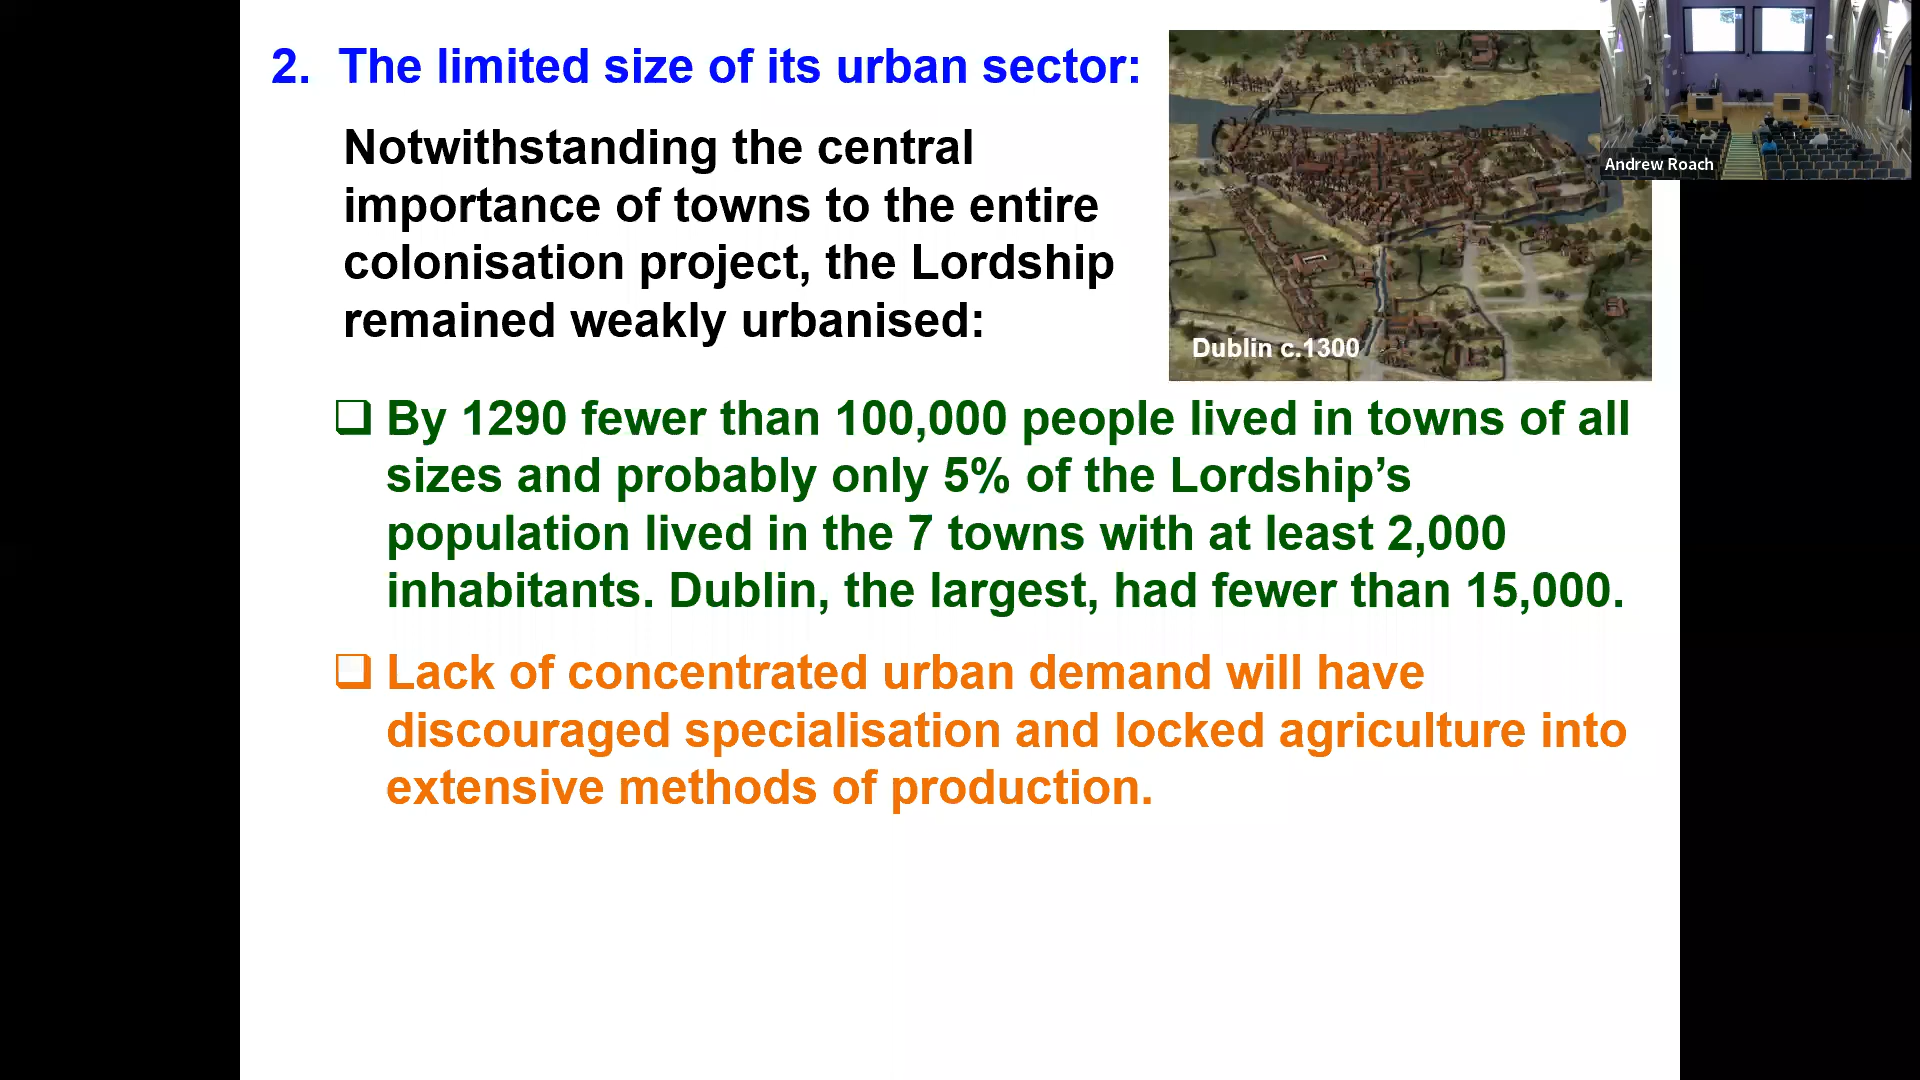 2. The limited size of its urban sector:
Notwithstanding the central
importance of towns to the entire
colonisation project, the Lordship
remained weakly urbanised:
Dublin c.1300
Andrew Roach
❑ By 1290 fewer than 100,000 people lived in towns of all
sizes and probably only 5% of the Lordship’s
population lived in the 7 towns with at least 2,000
inhabitants. Dublin, the largest, had fewer than 15,000.
❑ Lack of concentrated urban demand will have
discouraged specialisation and locked agriculture into
extensive methods of production.